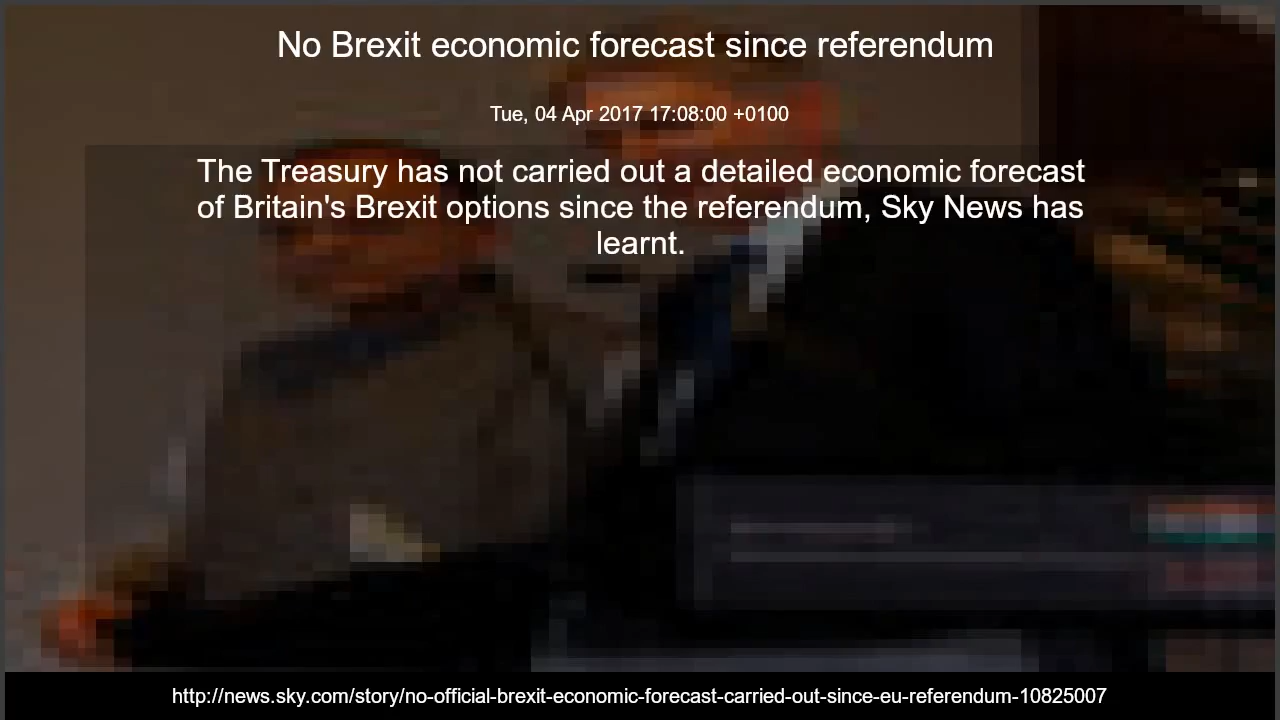 No Brexit economic forecast since referendum
Tue, 04 Apr 2017 17:08:00 +0100
The Treasury has not carried out a detailed economic forecast
of Britain's Brexit options since the referendum, Sky News has
learnt.
http://news.sky.com/story/no-official-brexit-economic-forecast-carried-out-since-eu-referendum-10825007